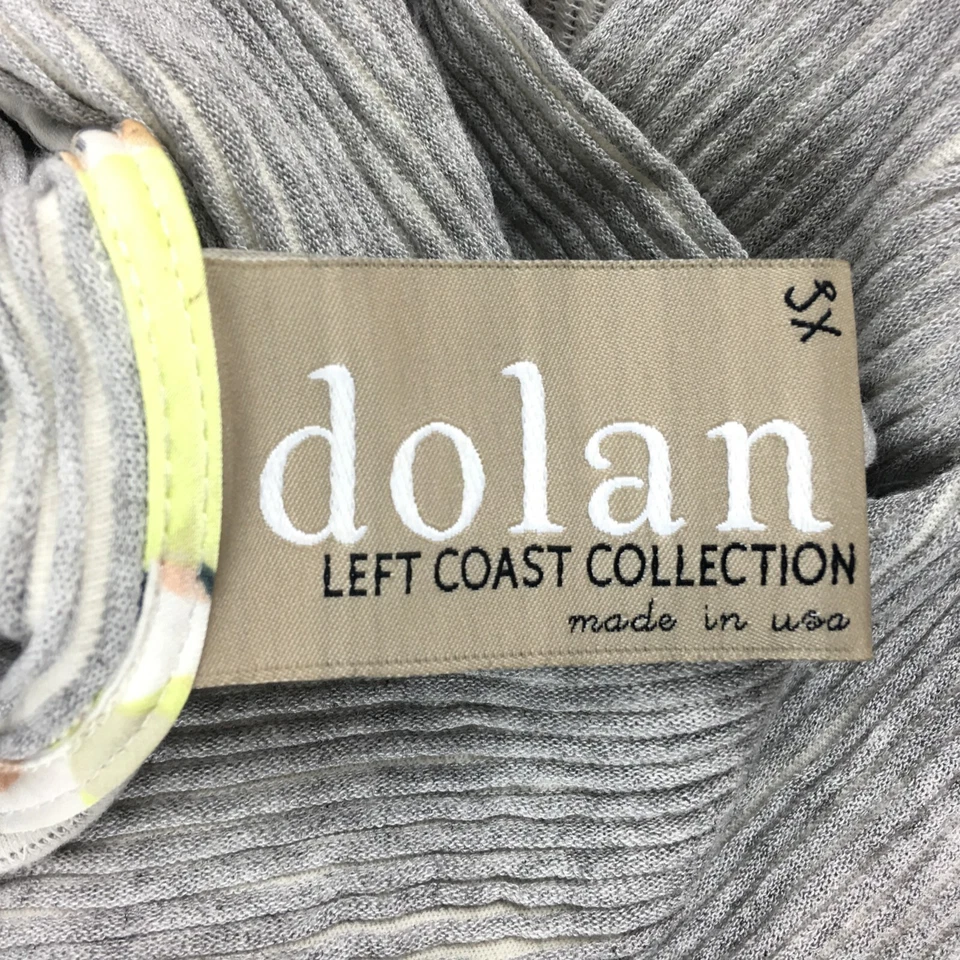 xs
dolan
LEFT COAST COLLECTION
made in usa